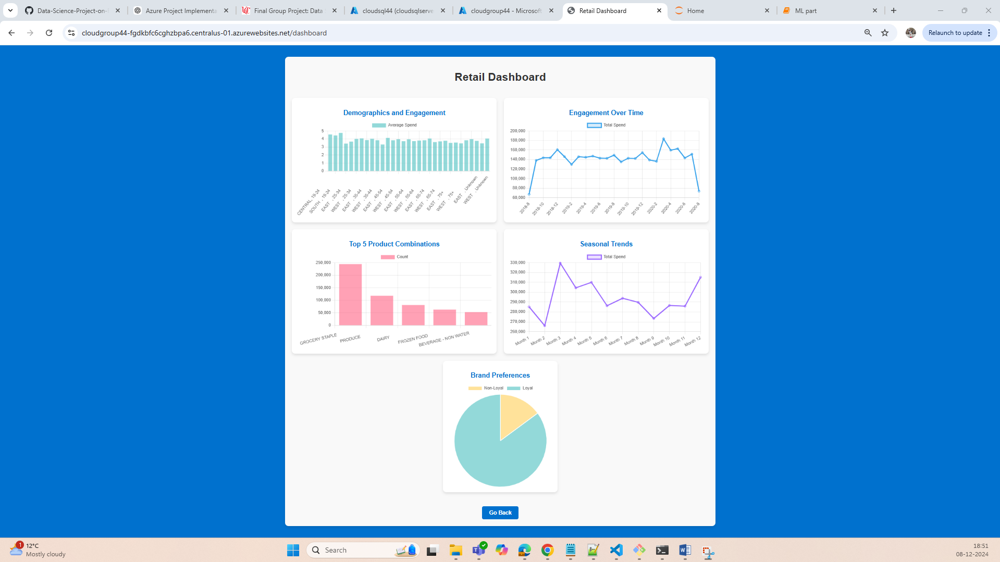 Data-Science-Project-on-
Azure Project Implementa
Final Group Project: Data
cloudsql44 (cloudsqlserve
cloudgroup44 - Microsoft
Retail Dashboard
Home
ML part
cloudgroup44-fgdkbfc6cghzbpa6.centralus-01.azurewebsites.net/dashboard
Relaunch to update
Retail Dashboard
Demographics and Engagement
Average Spend
5
4
3
2
1
0
CENTRAL, 19-24
SOUTH , 19-24
EAST , 25-34
WEST , 25-34
EAST , 35-44
WEST , 35-44
EAST , 45-54
WEST , 45-54
EAST , 55-64
WEST , 55-64
EAST , 65-74
WEST , 65-74
EAST , 75+
WEST , 75+
EAST , Unknown
WEST , Unknown
Engagement Over Time
Total Spend
200,000
180,000
160,000
140,000
120,000
100,000
80,000
60,000
2018-8
2018-10
2018-12
2019-2
2019-4
2019-6
2019-8
2019-10
2019-12
2020-2
2020-4
2020-6
2020-8
Top 5 Product Combinations
Count
250,000
200,000
150,000
100,000
50,000
0
GROCERY STAPLE
PRODUCE
DAIRY
FROZEN FOOD
BEVERAGE - NON WATER
Seasonal Trends
Total Spend
330,000
320,000
310,000
300,000
290,000
280,000
270,000
260,000
Month 1
Month 2
Month 3
Month 4
Month 5
Month 6
Month 7
Month 8
Month 9
Month 10
Month 11
Month 12
Brand Preferences
Non-Loyal
Loyal
Go Back
1
12°C
Mostly cloudy
Search
18:51
08-12-2024